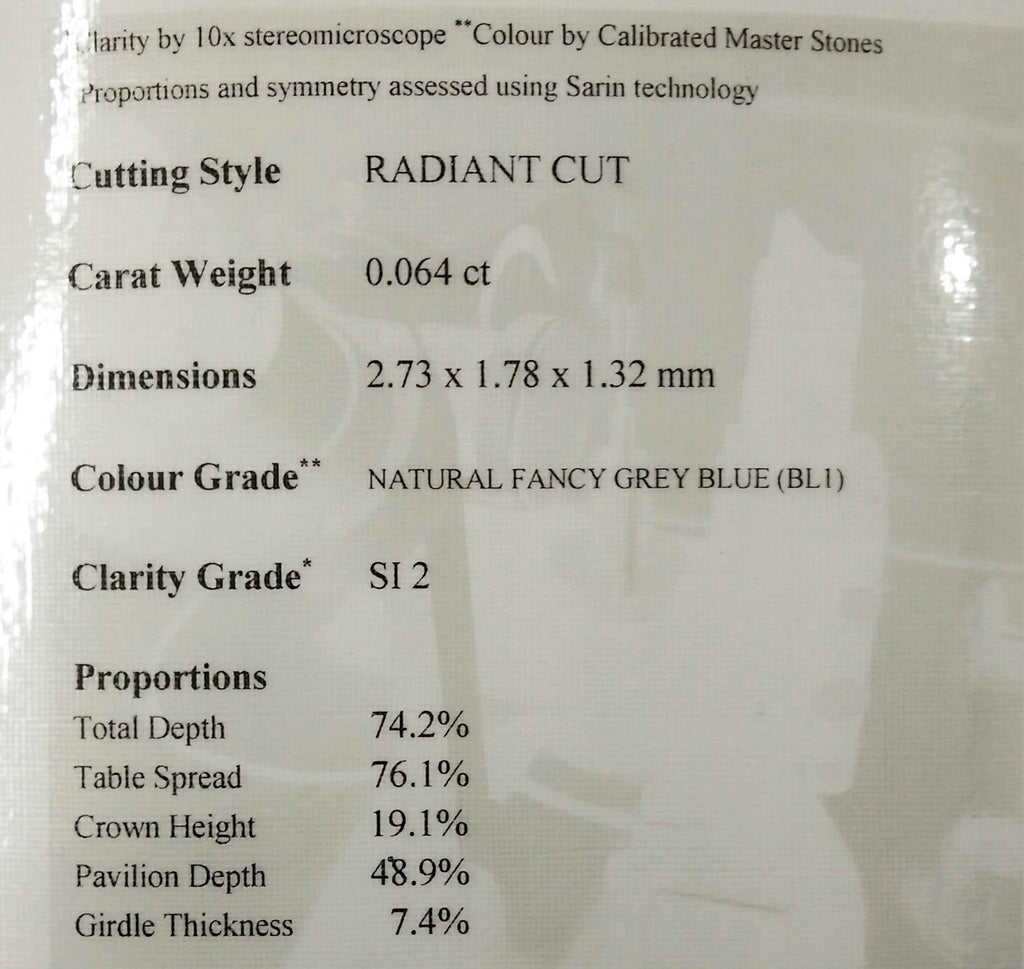 Clarity by 10x stereomicroscope **Colour by Calibrated Master Stones
Proportions and symmetry assessed using Sarin technology
Cutting Style RADIANT CUT
Carat Weight 0.064 ct
Dimensions 2.73 x 1.78 x 1.32 mm
Colour Grade** NATURAL FANCY GREY BLUE (BL1)
Clarity Grade* SI 2
Proportions
Total Depth 74.2%
Table Spread 76.1%
Crown Height 19.1%
Pavilion Depth 48.9%
Girdle Thickness 7.4%